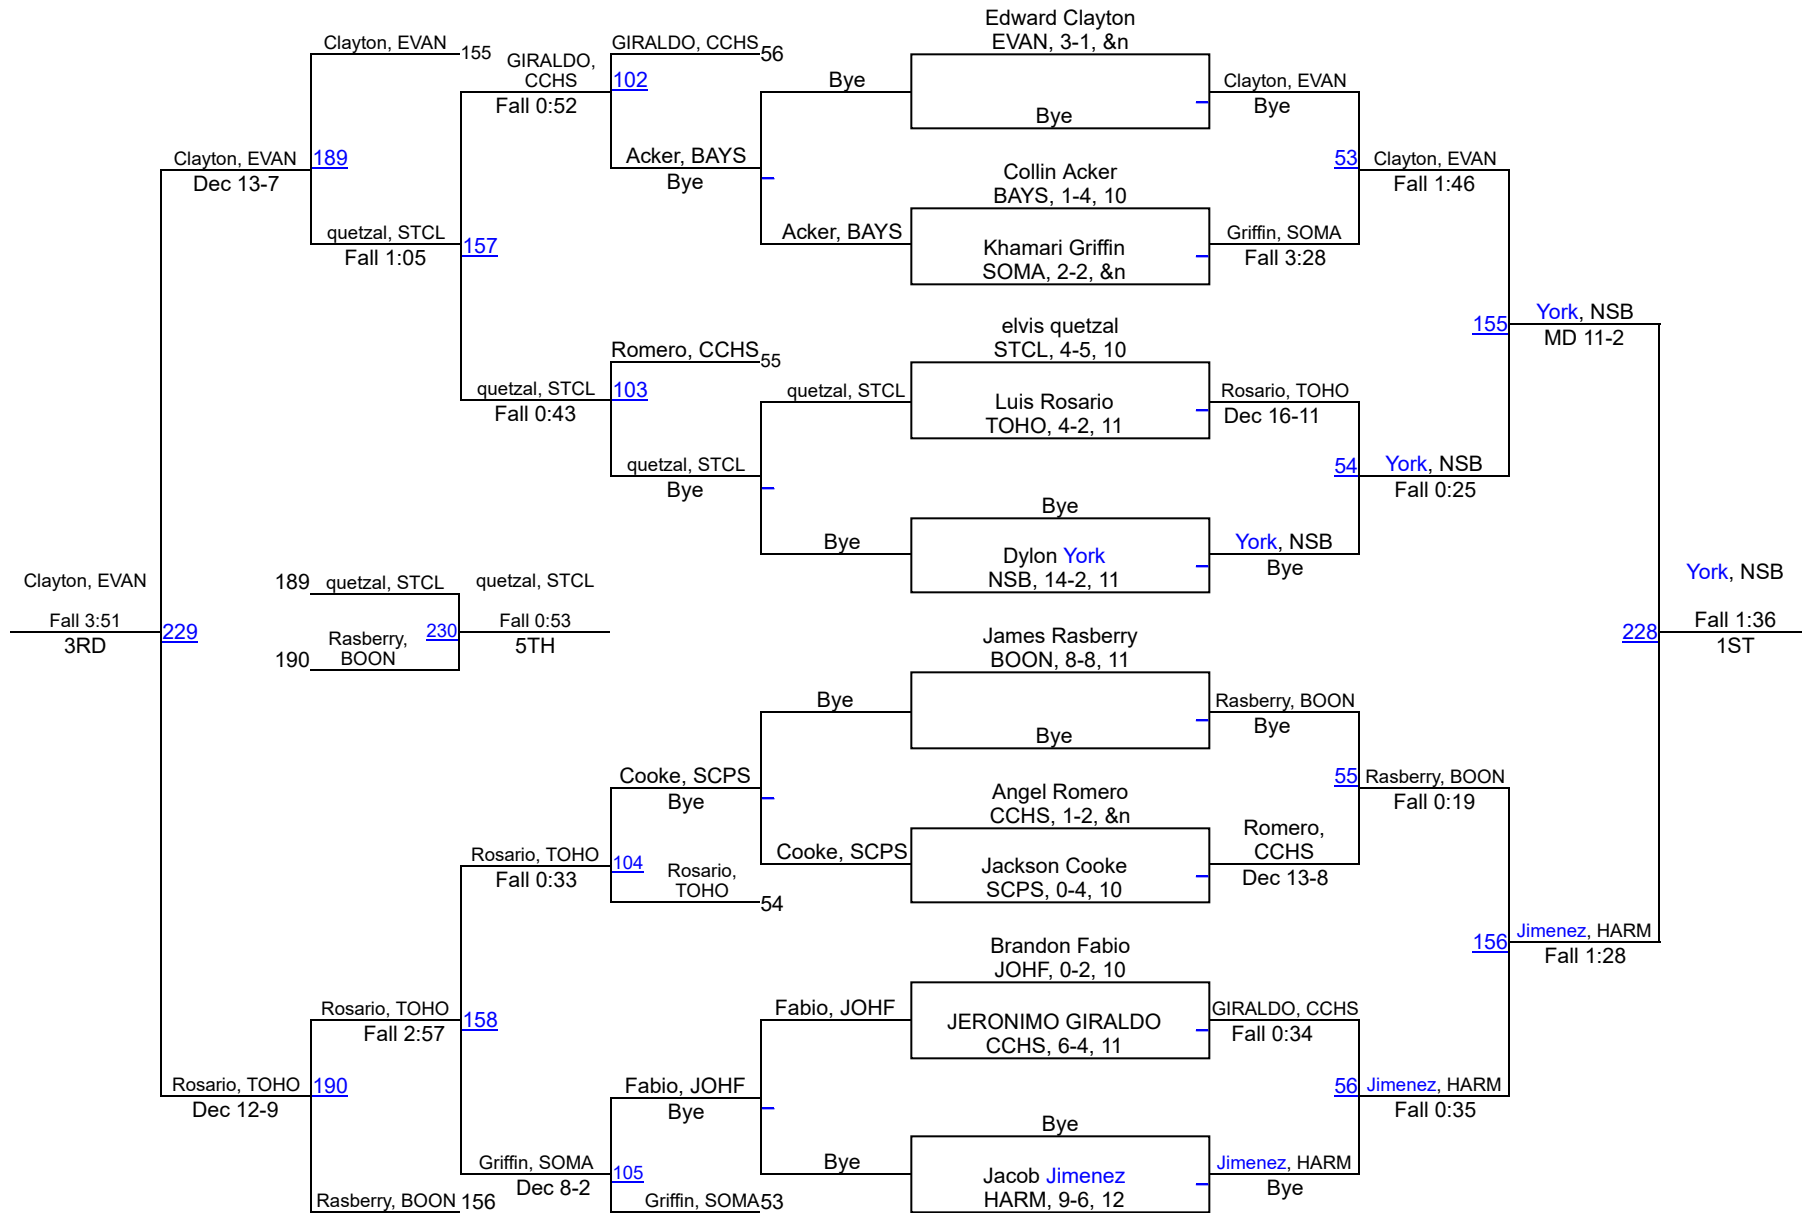 Edward Clayton
EVAN, 3-1, &n
Clayton, EVAN
155
GIRALDO,
CCHS
Fall 0:52
GIRALDO, CCHS
56
102
Bye
Bye
Clayton, EVAN
Bye
Clayton, EVAN
Dec 13-7
189
Acker, BAYS
Bye
Collin Acker
BAYS, 1-4, 10
53
Clayton, EVAN
Fall 1:46
quetzal, STCL
Fall 1:05
157
Acker, BAYS
Khamari Griffin
SOMA, 2-2, &n
Griffin, SOMA
Fall 3:28
elvis quetzal
STCL, 4-5, 10
155
York, NSB
MD 11-2
Romero, CCHS
55
quetzal, STCL
Fall 0:43
103
quetzal, STCL
Luis Rosario
TOHO, 4-2, 11
Rosario, TOHO
Dec 16-11
quetzal, STCL
Bye
54
York, NSB
Fall 0:25
Bye
Bye
Dylon York
NSB, 14-2, 11
York, NSB
Bye
Clayton, EVAN
Fall 3:51
3RD
229
189
quetzal, STCL
quetzal, STCL
Rasberry,
BOON
190
230
Fall 0:53
5TH
York, NSB
228
Fall 1:36
1ST
James Rasberry
BOON, 8-8, 11
Bye
Bye
Rasberry, BOON
Bye
Cooke, SCPS
Bye
Angel Romero
CCHS, 1-2, &n
55
Rasberry, BOON
Fall 0:19
Rosario, TOHO
Fall 0:33
104
Rosario,
TOHO
54
Cooke, SCPS
Jackson Cooke
SCPS, 0-4, 10
Romero,
CCHS
Dec 13-8
Brandon Fabio
JOHF, 0-2, 10
156
Jimenez, HARM
Fall 1:28
Rosario, TOHO
Fall 2:57
158
Fabio, JOHF
JERONIMO GIRALDO
CCHS, 6-4, 11
GIRALDO, CCHS
Fall 0:34
Rosario, TOHO
Dec 12-9
190
Fabio, JOHF
Bye
56
Jimenez, HARM
Fall 0:35
Bye
Griffin, SOMA
Dec 8-2
105
Bye
Jacob Jimenez
HARM, 9-6, 12
Jimenez, HARM
Bye
Rasberry, BOON
156
Griffin, SOMA
53